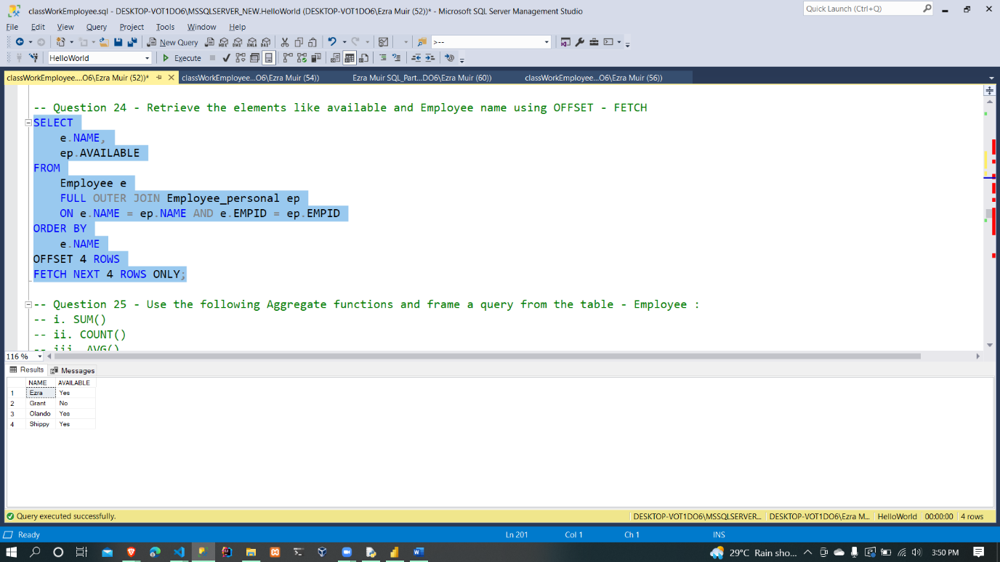 classWorkEmployee.sql - DESKTOP-VOT1DO6\MSSQLSERVER_NEW.HelloWorld (DESKTOP-VOT1DO6\Ezra Muir (52))* - Microsoft SQL Server Management Studio
Quick Launch (Ctrl+Q)
File Edit View Query Project Tools Window Help
New Query >--
HelloWorld Execute
classWorkEmployee....O6\Ezra Muir (52))* classWorkEmployee...O6\Ezra Muir (54)) Ezra Muir SQL_Part...DO6\Ezra Muir (60)) classWorkEmployee...O6\Ezra Muir (56))
-- Question 24 - Retrieve the elements like available and Employee name using OFFSET - FETCH
SELECT
e.NAME,
ep.AVAILABLE
FROM
Employee e
FULL OUTER JOIN Employee_personal ep
ON e.NAME = ep.NAME AND e.EMPID = ep.EMPID
ORDER BY
e.NAME
OFFSET 4 ROWS
FETCH NEXT 4 ROWS ONLY;
-- Question 25 - Use the following Aggregate functions and frame a query from the table - Employee :
-- i. SUM()
-- ii. COUNT()
-- iii. AVG()
116 %
Results Messages
NAME AVAILABLE
1 Ezra Yes
2 Grant No
3 Olando Yes
4 Shippy Yes
Query executed successfully. DESKTOP-VOT1DO6\MSSQLSERVER... DESKTOP-VOT1DO6\Ezra M... HelloWorld 00:00:00 4 rows
Ready Ln 201 Col 1 Ch 1 INS
29°C Rain sho... 3:50 PM